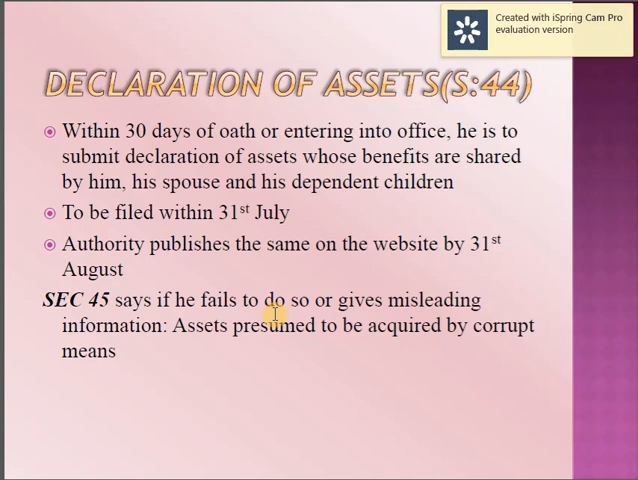 Created with iSpring Cam Pro
evaluation version
DECLARATION OF ASSETS(S:44)
Within 30 days of oath or entering into office, he is to
submit declaration of assets whose benefits are shared
by him, his spouse and his dependent children
To be filed within 31st July
Authority publishes the same on the website by 31st
August
SEC 45 says if he fails to do so or gives misleading
information: Assets presumed to be acquired by corrupt
means